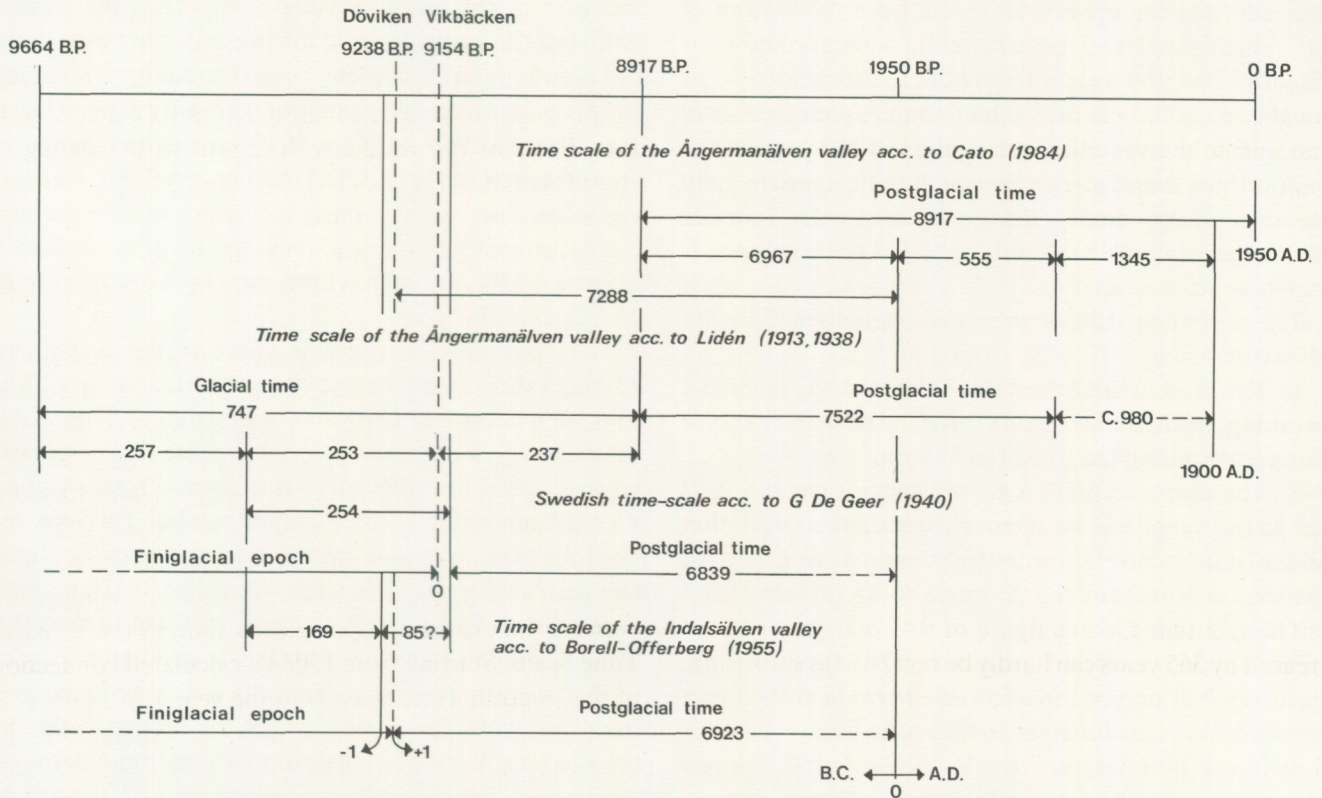 Döviken Vikbäcken
9664 B.P. 9238 B.P. 9154 B.P. 8917 B.P. 1950 B.P. 0 B.P.
Time scale of the Ångermanälven valley acc. to Cato (1984)
Postglacial time
8917
1950 A.D.
6967 555 1345
7288
Time scale of the Ångermanälven valley acc. to Lidén (1913,1938)
Glacial time Postglacial time
747 7522 C.980
257 253 237
1900 A.D.
Swedish time-scale acc. to G De Geer (1940)
254
Finiglacial epoch Postglacial time
6839
0
169 85?
Time scale of the Indalsälven valley
acc. to Borell-Offerberg (1955)
Finiglacial epoch Postglacial time
6923
-1 +1
B.C. A.D.
0